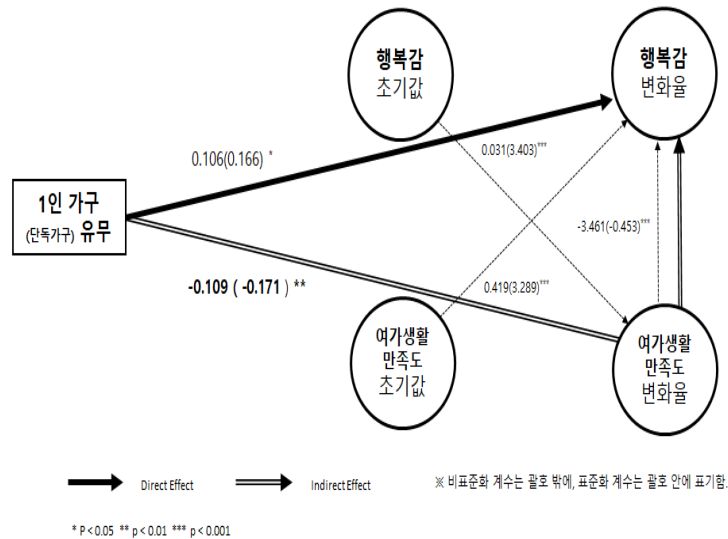 행복감
초기값
행복감
변화율
0.106(0.166) *
0.031(3.403)***
1인 가구
(단독가구) 유무
-3.461(-0.453)***
-0.109 ( -0.171 ) **
0.419(3.289)***
여가생활
만족도
초기값
여가생활
만족도
변화율
Direct Effect
Indirect Effect
※ 비표준화 계수는 괄호 밖에, 표준화 계수는 괄호 안에 표기함.
* P < 0.05 ** p < 0.01 *** p < 0.001